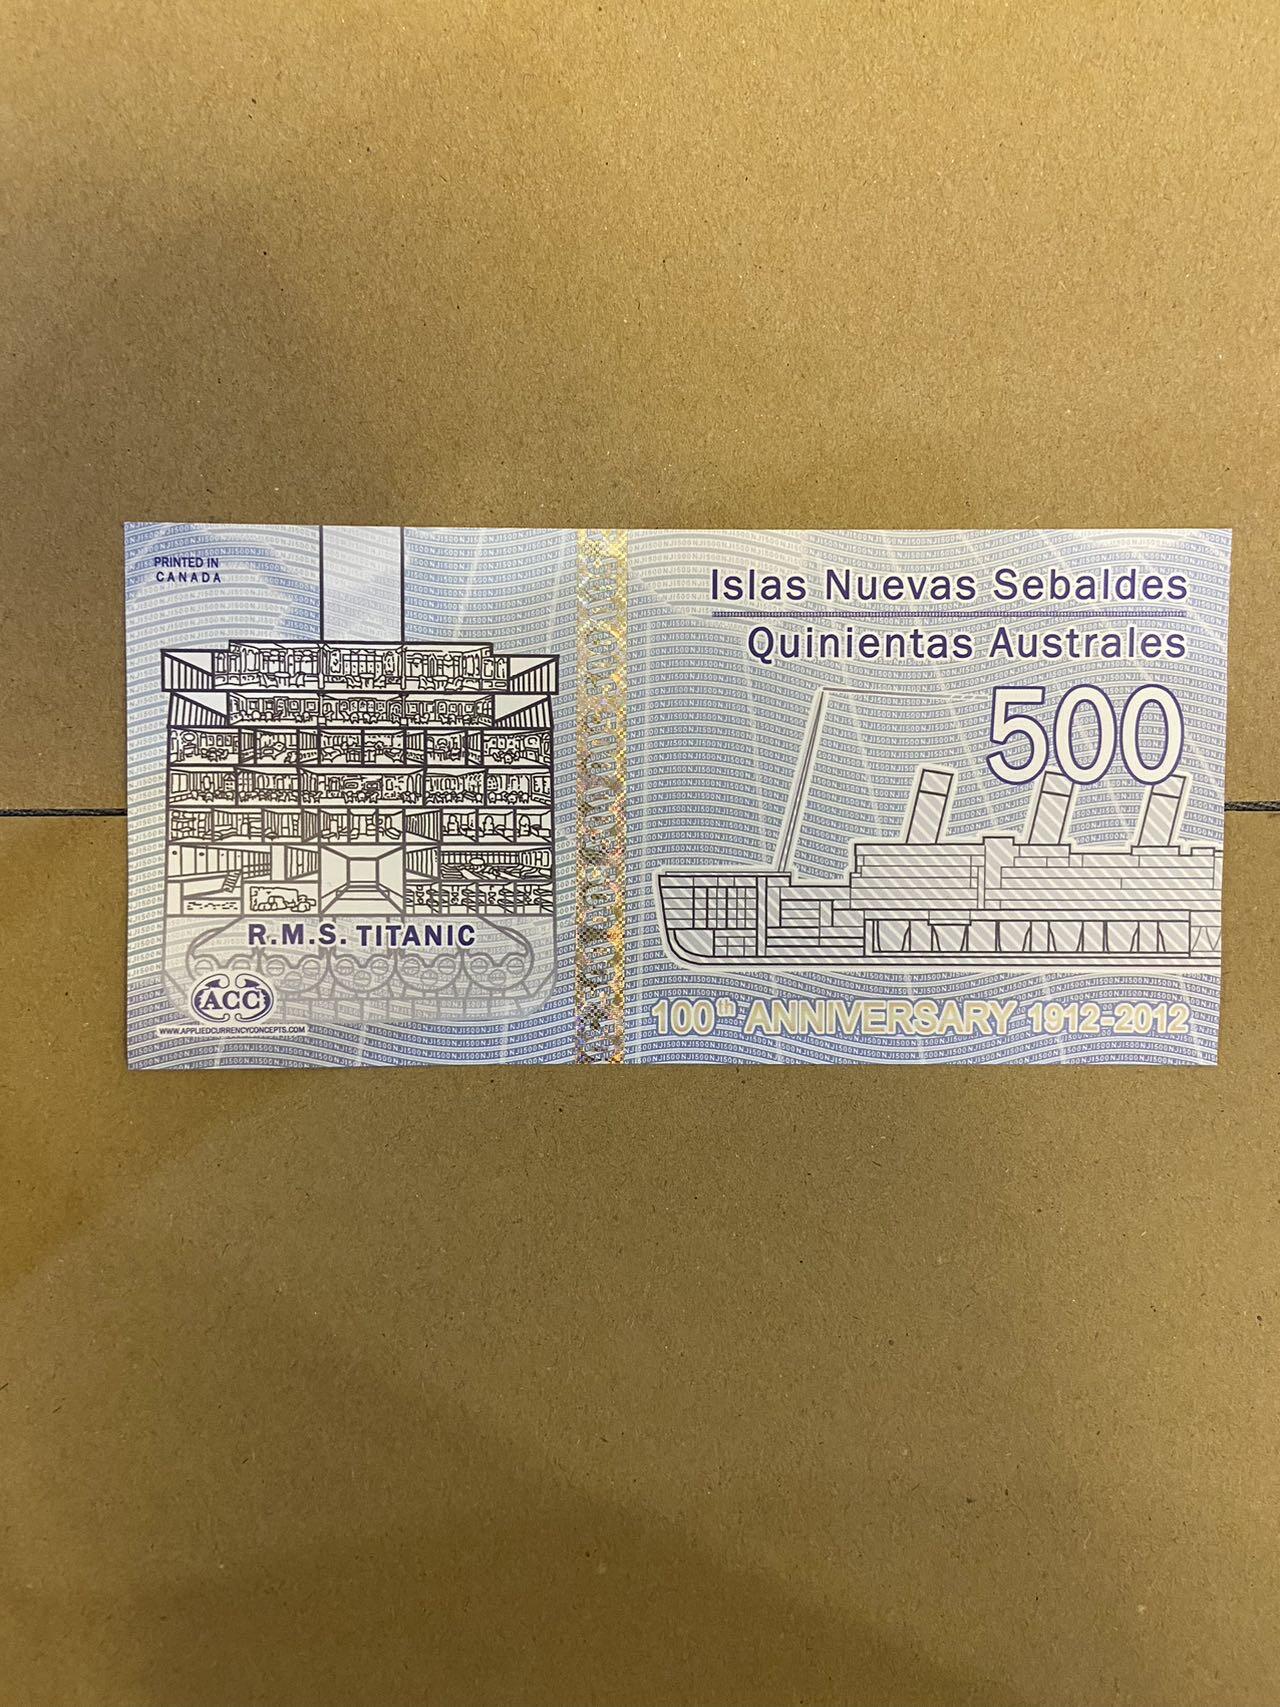 PRINTED IN
CANADA
R.M.S. TITANIC
ACC
WWW.APPLIEDCURRENCYCONCEPTS.COM
Islas Nuevas Sebaldes
Quinientas Australes
500
100th ANNIVERSARY 1912-2012